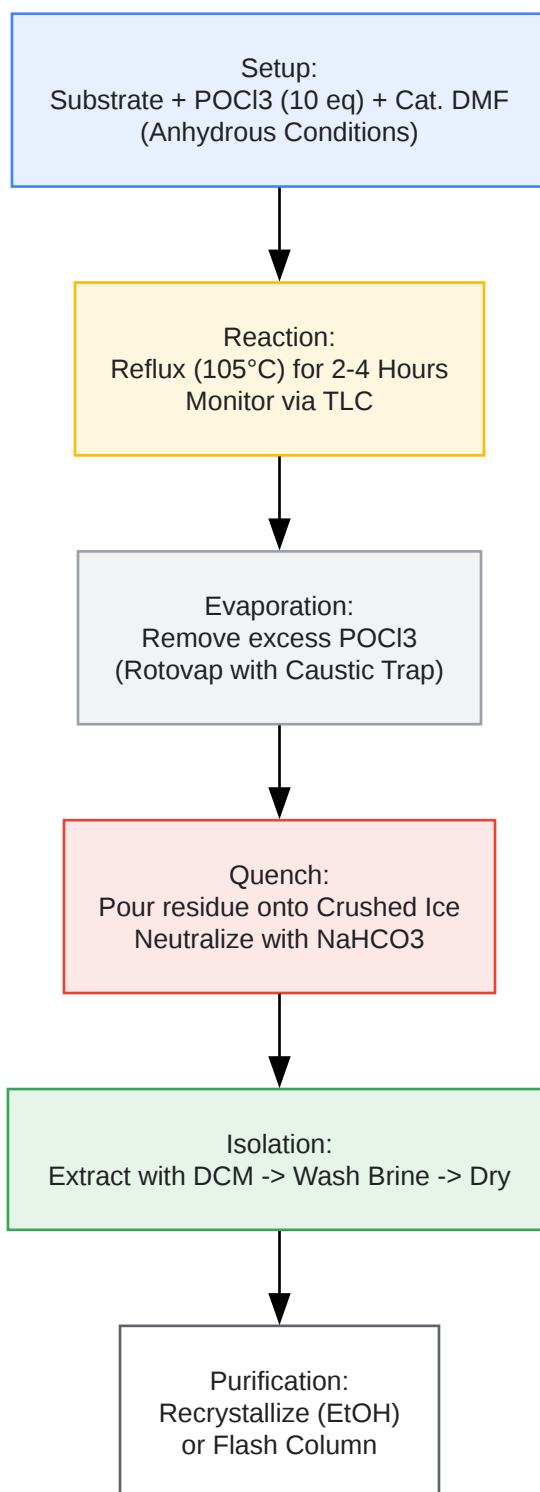 Setup:
Substrate + POCl3 (10 eq) + Cat. DMF
(Anhydrous Conditions)
Reaction:
Reflux (105°C) for 2-4 Hours
Monitor via TLC
Evaporation:
Remove excess POCl3
(Rotovap with Caustic Trap)
Quench:
Pour residue onto Crushed Ice
Neutralize with NaHCO3
Isolation:
Extract with DCM -> Wash Brine -> Dry
Purification:
Recrystallize (EtOH)
or Flash Column